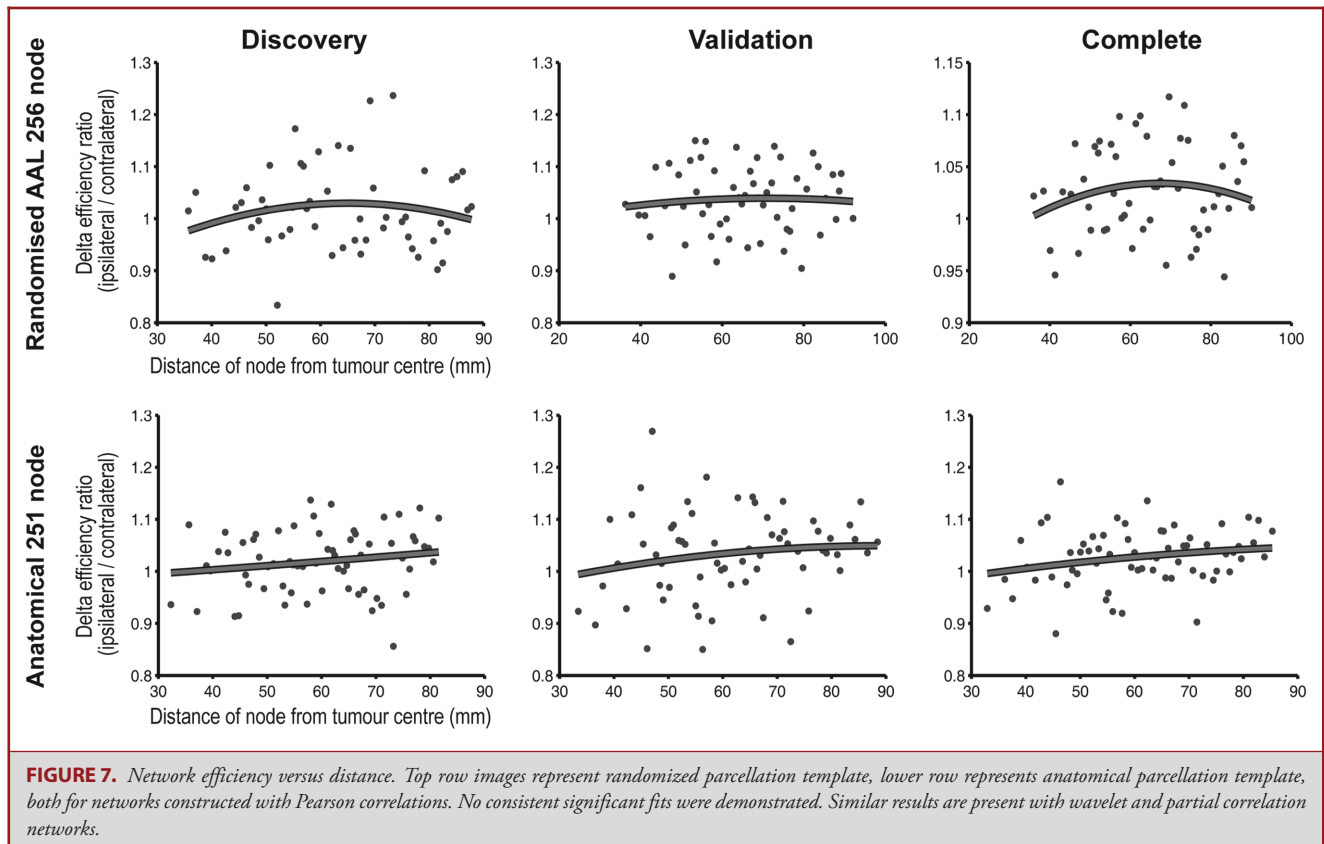 Discovery
Validation
Complete
Randomised AAL 256 node
Delta efficiency ratio
(ipsilateral / contralateral)
1.3
1.2
1.1
1
0.9
0.8
30 40 50 60 70 80 90
Distance of node from tumour centre (mm)
1.3
1.2
1.1
1
0.9
0.8
20 40 60 80 100
1.15
1.1
1.05
1
0.95
0.9
20 40 60 80 100
Anatomical 251 node
Delta efficiency ratio
(ipsilateral / contralateral)
1.3
1.2
1.1
1
0.9
0.8
30 40 50 60 70 80 90
Distance of node from tumour centre (mm)
1.3
1.2
1.1
1
0.9
0.8
30 40 50 60 70 80 90
1.3
1.2
1.1
1
0.9
0.8
30 40 50 60 70 80 90
FIGURE 7. Network efficiency versus distance. Top row images represent randomized parcellation template, lower row represents anatomical parcellation template,
both for networks constructed with Pearson correlations. No consistent significant fits were demonstrated. Similar results are present with wavelet and partial correlation
networks.